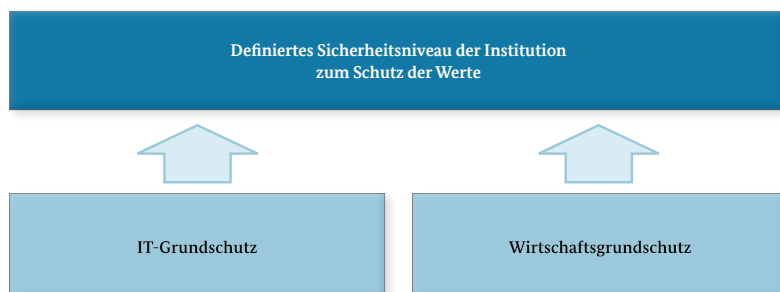 Definiertes Sicherheitsniveau der Institution
zum Schutz der Werte
IT-Grundschutz
Wirtschaftsgrundschutz